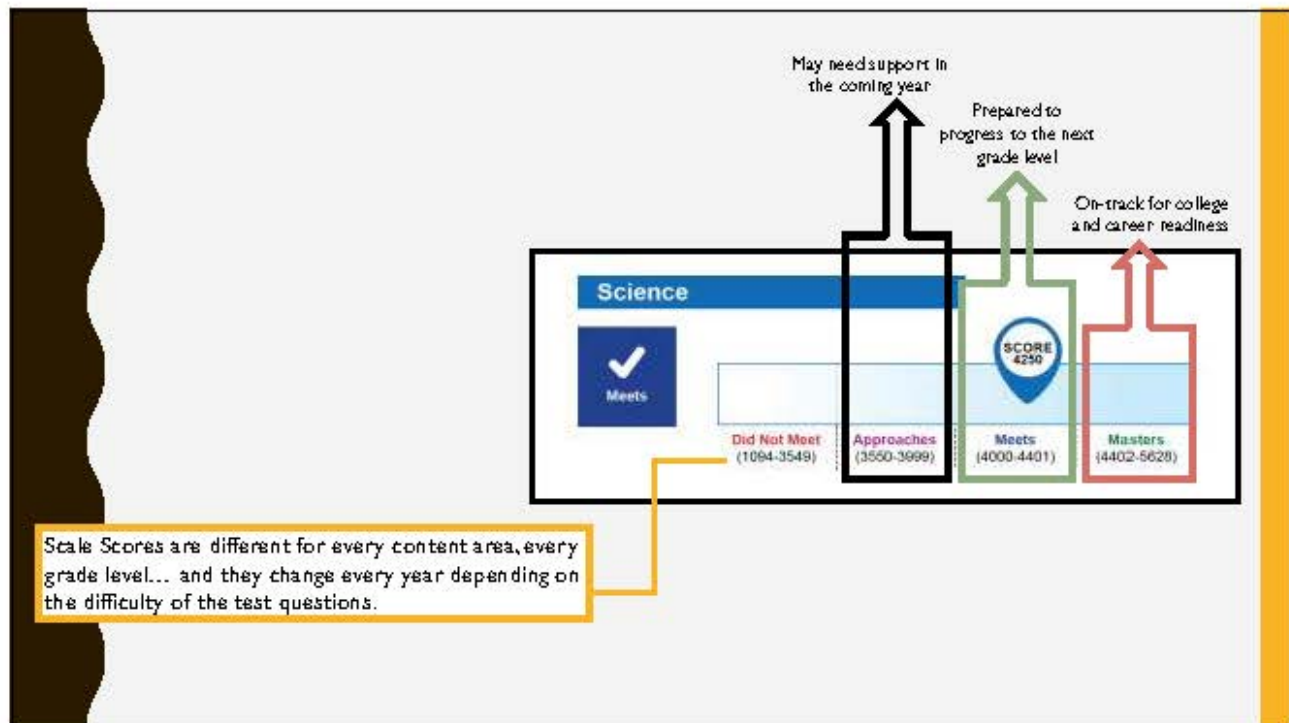 May need support in
the coming year
Prepared to
progress to the next
grade level
On-track for college
and career readiness
Science
SCORE
4250
Meets
Did Not Meet
(1094-3549)
Approaches
(3550-3999)
Meets
(4000-4401)
Masters
(4402-5628)
Scale Scores are different for every content area, every
grade level... and they change every year depending on
the difficulty of the test questions.